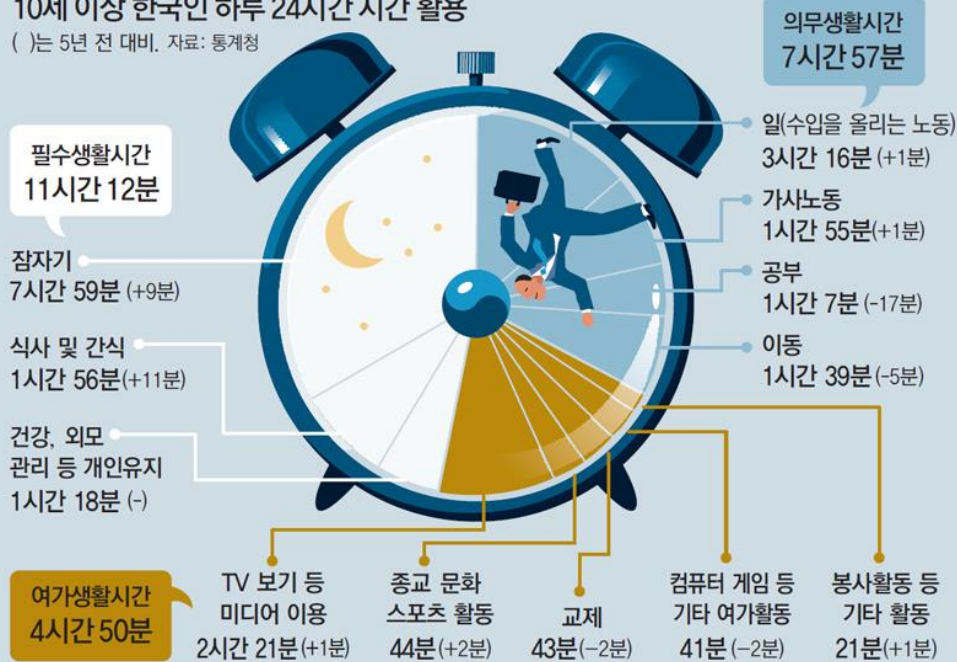 10세 이상 한국인 하루 24시간 시간 활용
( )는 5년 전 대비. 자료: 통계청
필수생활시간
11시간 12분
잠자기
7시간 59분 (+9분)
식사 및 간식
1시간 56분(+11분)
건강, 외모
관리 등 개인유지
1시간 18분 (-)
의무생활시간
7시간 57분
일(수입을 올리는 노동)
3시간 16분 (+1분)
가사노동
1시간 55분(+1분)
공부
1시간 7분 (-17분)
이동
1시간 39분(-5분)
여가생활시간
4시간 50분
TV 보기 등
미디어 이용
2시간 21분(+1분)
종교 문화
스포츠 활동
44분(+2분)
교제
43분(-2분)
컴퓨터 게임 등
기타 여가활동
41분(-2분)
봉사활동 등
기타 활동
21분(+1분)